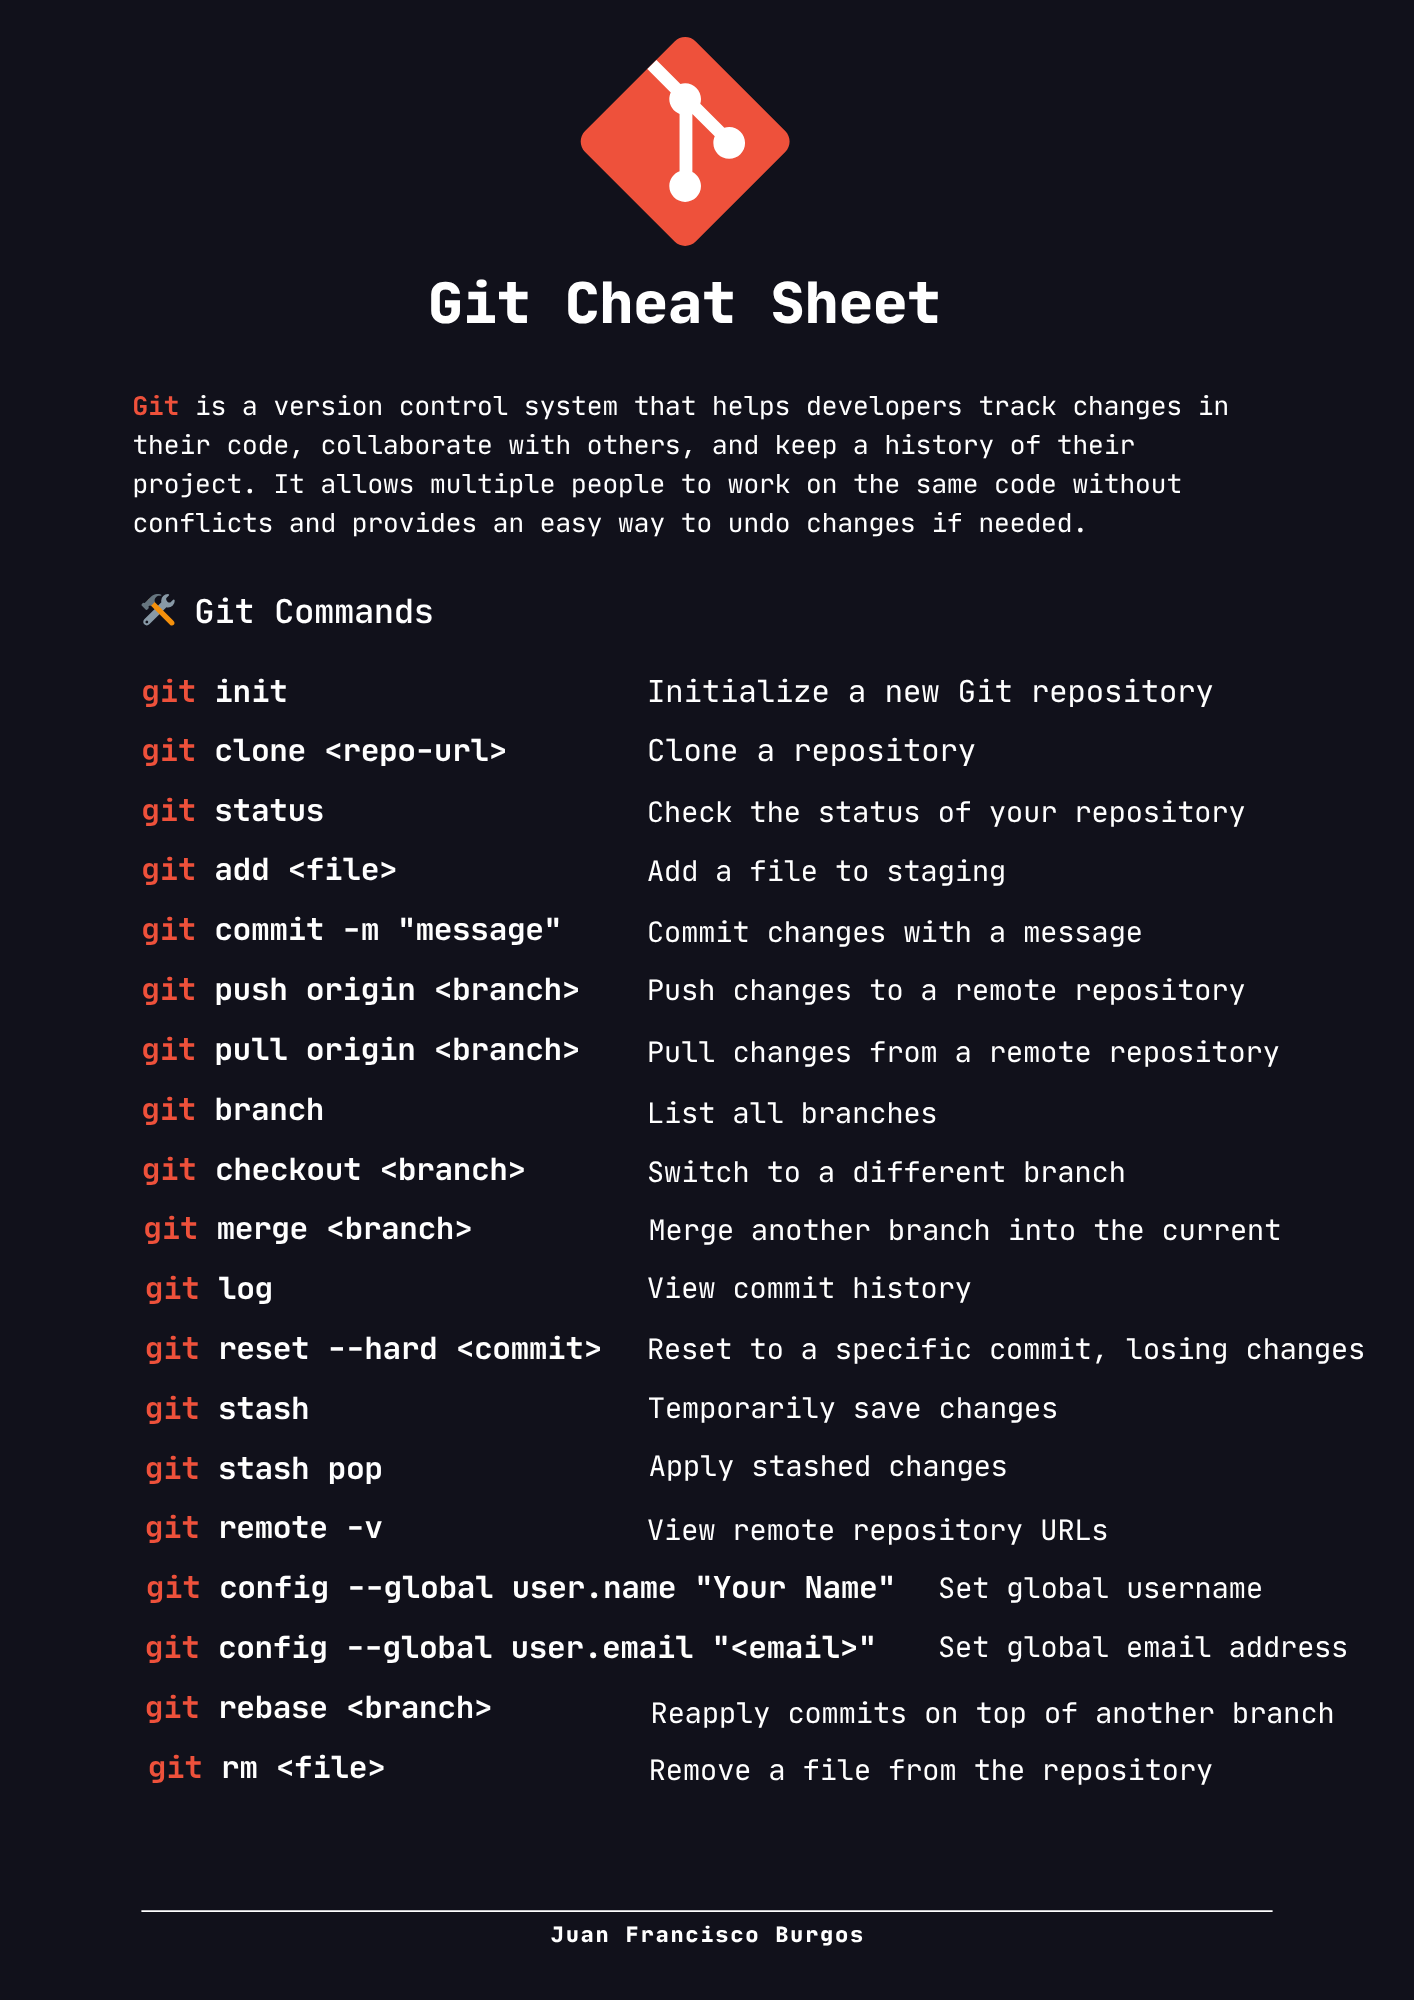 Git Cheat Sheet
Git is a version control system that helps developers track changes in
their code, collaborate with others, and keep a history of their
project. It allows multiple people to work on the same code without
conflicts and provides an easy way to undo changes if needed.
🛠️ Git Commands
git init Initialize a new Git repository
git clone <repo-url> Clone a repository
git status Check the status of your repository
git add <file> Add a file to staging
git commit -m "message" Commit changes with a message
git push origin <branch> Push changes to a remote repository
git pull origin <branch> Pull changes from a remote repository
git branch List all branches
git checkout <branch> Switch to a different branch
git merge <branch> Merge another branch into the current
git log View commit history
git reset --hard <commit> Reset to a specific commit, losing changes
git stash Temporarily save changes
git stash pop Apply stashed changes
git remote -v View remote repository URLs
git config --global user.name "Your Name" Set global username
git config --global user.email "<email>" Set global email address
git rebase <branch> Reapply commits on top of another branch
git rm <file> Remove a file from the repository
Juan Francisco Burgos